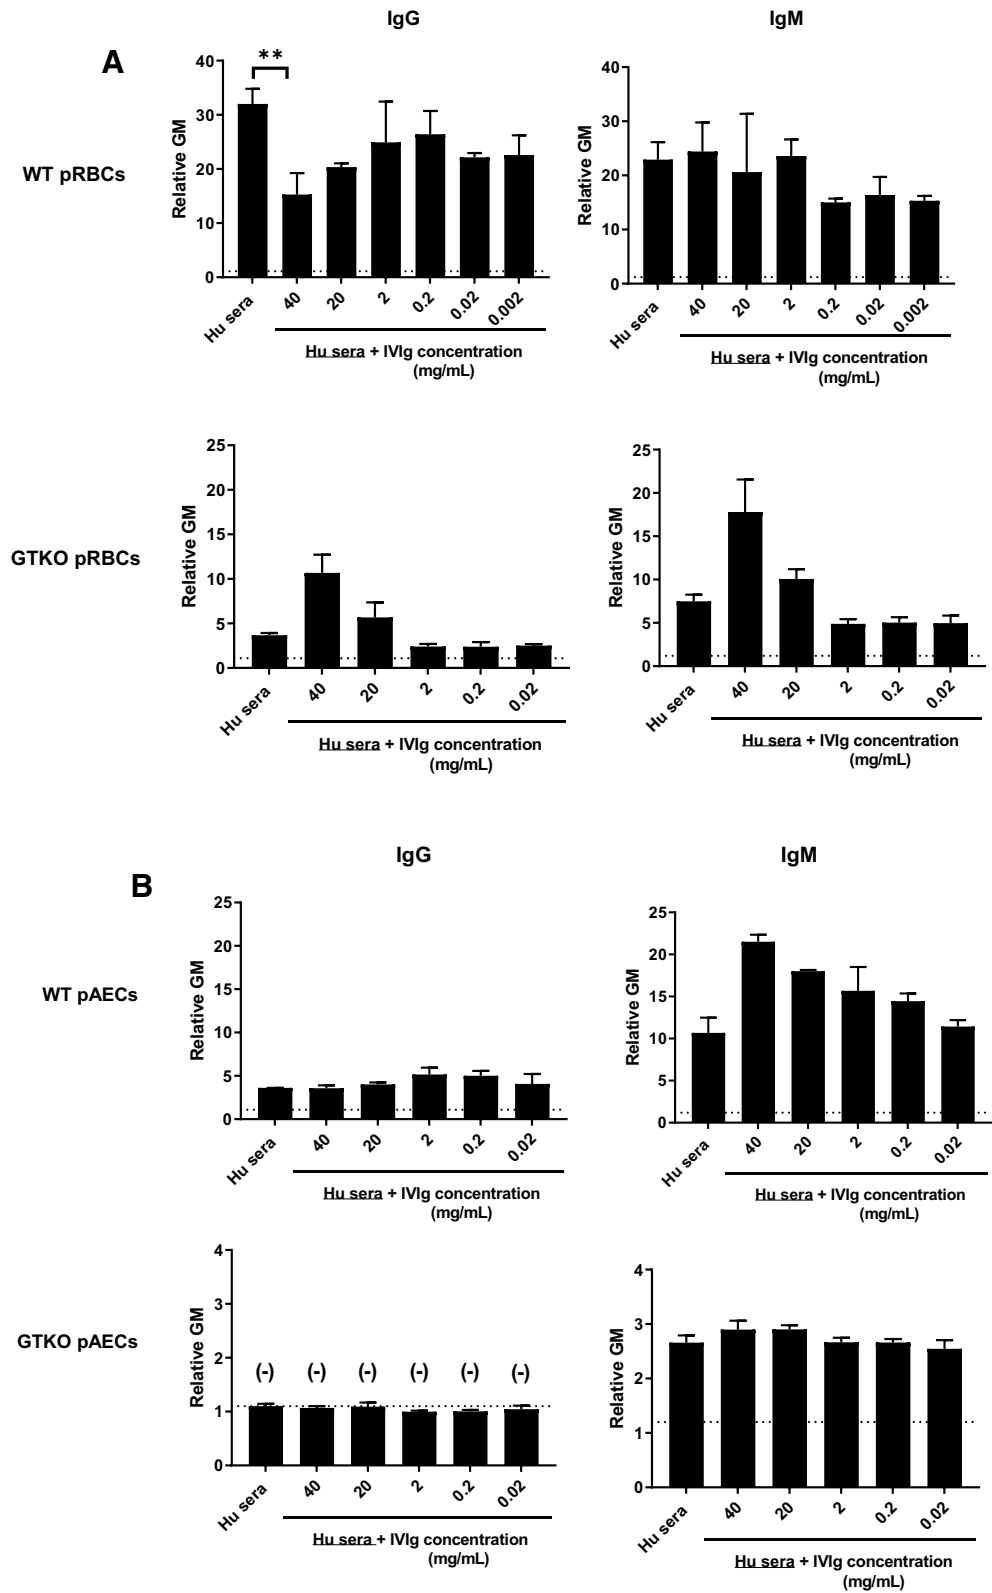 IgG
IgM
A
**
WT pRBCs
Relative GM
40
30
20
10
0
Hu sera
40
20
2
0.2
0.02
0.002
Hu sera + IVIg concentration
(mg/mL)
Relative GM
40
30
20
10
0
Hu sera
40
20
2
0.2
0.02
0.002
Hu sera + IVIg concentration
(mg/mL)
GTKO pRBCs
Relative GM
25
20
15
10
5
0
Hu sera
40
20
2
0.2
0.02
Hu sera + IVIg concentration
(mg/mL)
Relative GM
25
20
15
10
5
0
Hu sera
40
20
2
0.2
0.02
Hu sera + IVIg concentration
(mg/mL)
IgG
IgM
B
WT pAECs
Relative GM
25
20
15
10
5
0
Hu sera
40
20
2
0.2
0.02
Hu sera + IVIg concentration
(mg/mL)
Relative GM
25
20
15
10
5
0
Hu sera
40
20
2
0.2
0.02
Hu sera + IVIg concentration
(mg/mL)
GTKO pAECs
Relative GM
4
3
2
1
0
(-) (-) (-) (-) (-) (-)
Hu sera
40
20
2
0.2
0.02
Hu sera + IVIg concentration
(mg/mL)
Relative GM
4
3
2
1
0
Hu sera
40
20
2
0.2
0.02
Hu sera + IVIg concentration
(mg/mL)